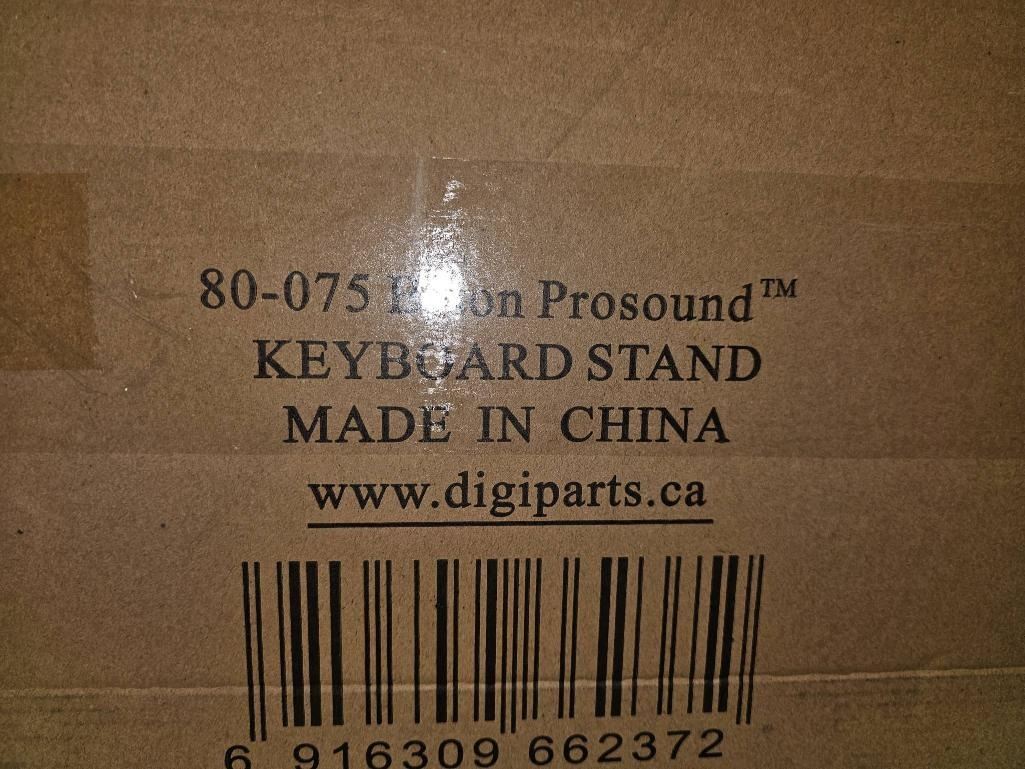 80-075 Prosound™
KEYBOARD STAND
MADE IN CHINA
www.digiparts.ca
6 916309 662372